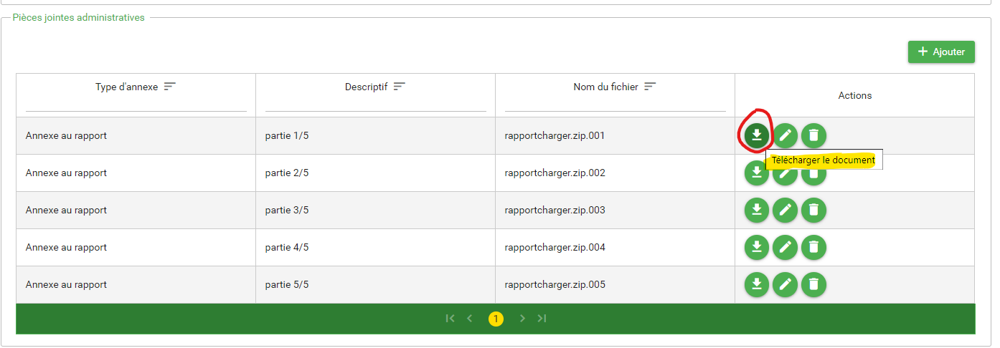 Pièces jointes administratives
Ajouter
Type d'annexe Descriptif Nom du fichier Actions
Annexe au rapport partie 1/5 rapportcharger.zip.001
Télécharger le document
Annexe au rapport partie 2/5 rapportcharger.zip.002
Annexe au rapport partie 3/5 rapportcharger.zip.003
Annexe au rapport partie 4/5 rapportcharger.zip.004
Annexe au rapport partie 5/5 rapportcharger.zip.005
1